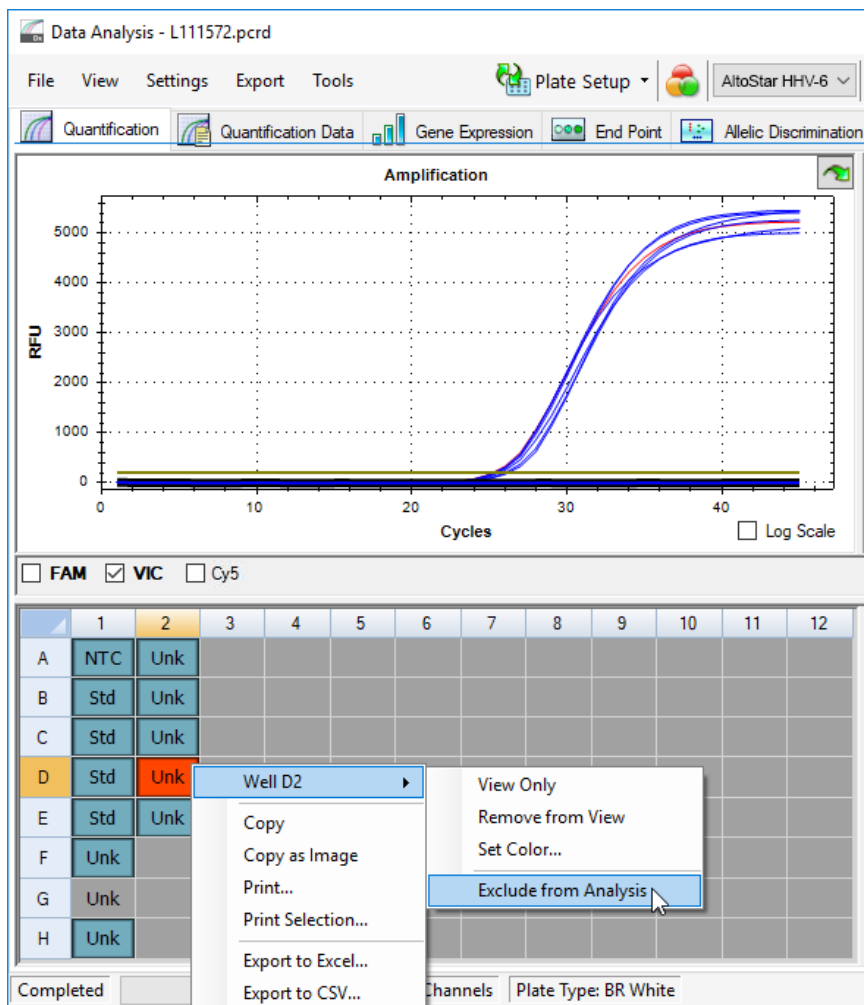 Data Analysis - L111572.pcrd
File View Settings Export Tools Plate Setup AltoStar HHV-6
Quantification Quantification Data Gene Expression End Point Allelic Discrimination
Amplification
5000
4000
3000
2000
1000
0
RFU
0 10 20 30 40
Cycles
Log Scale
FAM VIC Cy5
1 2 3 4 5 6 7 8 9 10 11 12
A NTC Unk
B Std Unk
C Std Unk
D Std Unk
E Std Unk
F Unk
G Unk
H Unk
Well D2
Copy
Copy as Image
Print...
Print Selection...
Export to Excel...
Export to CSV...
View Only
Remove from View
Set Color...
Exclude from Analysis
Completed Channels Plate Type: BR White